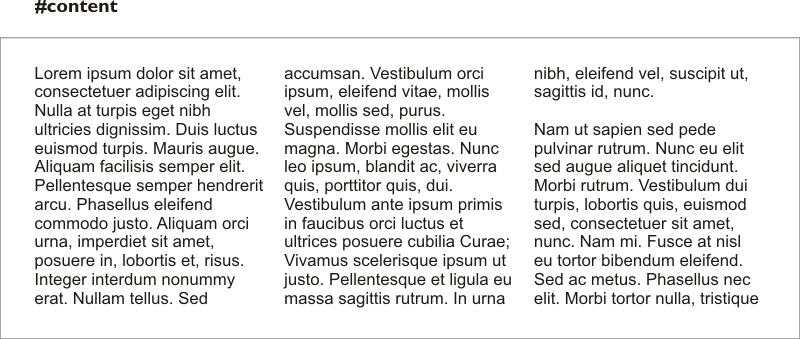 #content
Lorem ipsum dolor sit amet,
consectetuer adipiscing elit.
Nulla at turpis eget nibh
ultricies dignissim. Duis luctus
euismod turpis. Mauris augue.
Aliquam facilisis semper elit.
Pellentesque semper hendrerit
arcu. Phasellus eleifend
commodo justo. Aliquam orci
urna, imperdiet sit amet,
posuere in, lobortis et, risus.
Integer interdum nonummy
erat. Nullam tellus. Sed
accumsan. Vestibulum orci
ipsum, eleifend vitae, mollis
vel, mollis sed, purus.
Suspendisse mollis elit eu
magna. Morbi egestas. Nunc
leo ipsum, blandit ac, viverra
quis, porttitor quis, dui.
Vestibulum ante ipsum primis
in faucibus orci luctus et
ultrices posuere cubilia Curae;
Vivamus scelerisque ipsum ut
justo. Pellentesque et ligula eu
massa sagittis rutrum. In urna
nibh, eleifend vel, suscipit ut,
sagittis id, nunc.
Nam ut sapien sed pede
pulvinar rutrum. Nunc eu elit
sed augue aliquet tincidunt.
Morbi rutrum. Vestibulum dui
turpis, lobortis quis, euismod
sed, consectetuer sit amet,
nunc. Nam mi. Fusce at nisl
eu tortor bibendum eleifend.
Sed ac metus. Phasellus nec
elit. Morbi tortor nulla, tristique